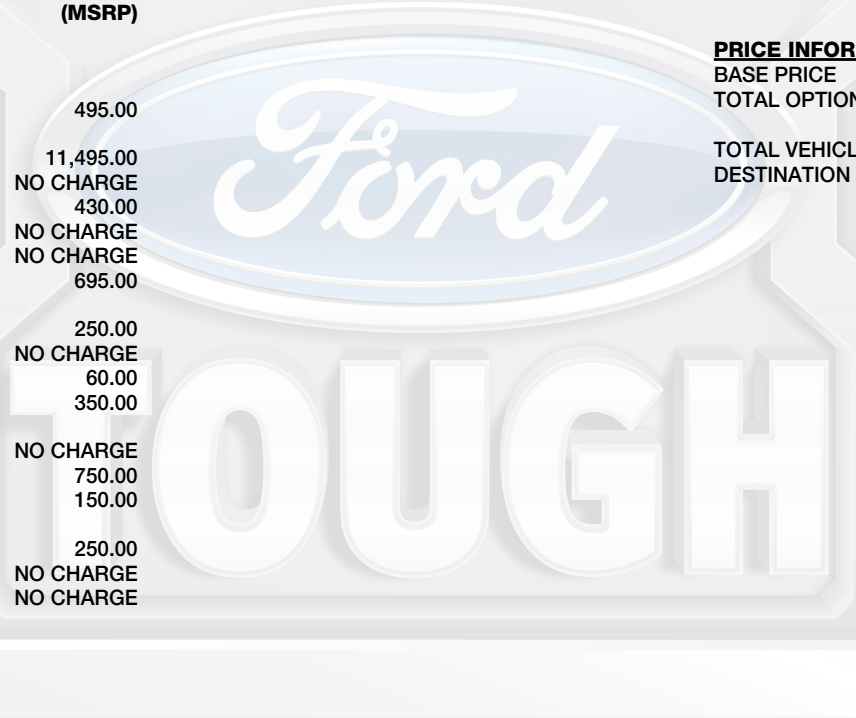 (MSRP)
495.00
11,495.00
NO CHARGE
430.00
NO CHARGE
NO CHARGE
695.00
250.00
NO CHARGE
60.00
350.00
NO CHARGE
750.00
150.00
250.00
NO CHARGE
NO CHARGE
PRICE INFOR
BASE PRICE
TOTAL OPTION
TOTAL VEHICL
DESTINATION
Ford
TOUGH